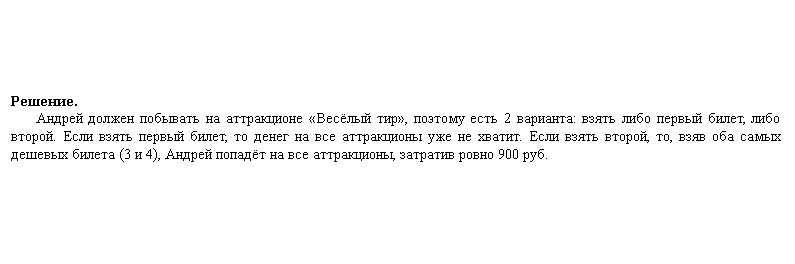 Решение.
Андрей должен побывать на аттракционе «Весёлый тир», поэтому есть 2 варианта: взять либо первый билет, либо
второй. Если взять первый билет, то денег на все аттракционы уже не хватит. Если взять второй, то, взяв оба самых
дешевых билета (3 и 4), Андрей попадёт на все аттракционы, затратив ровно 900 руб.